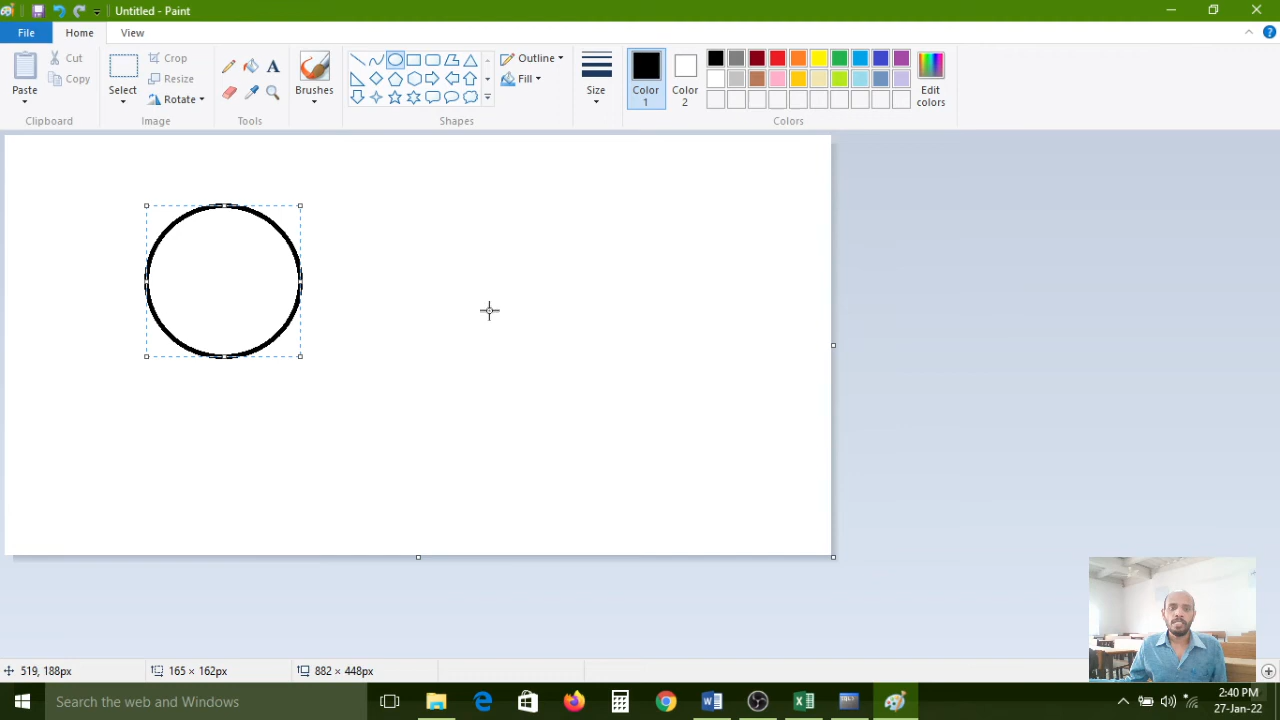 Untitled - Paint
File Home View
Paste
Cut
Copy
Clipboard
Select
Crop
Resize
Rotate
Image
A
Tools
Brushes
Shapes
Outline
Fill
Size
Color 1
Color 2
Edit colors
Colors
519, 188px
165 × 162px
882 × 448px
Search the web and Windows
2:40 PM
27-Jan-22